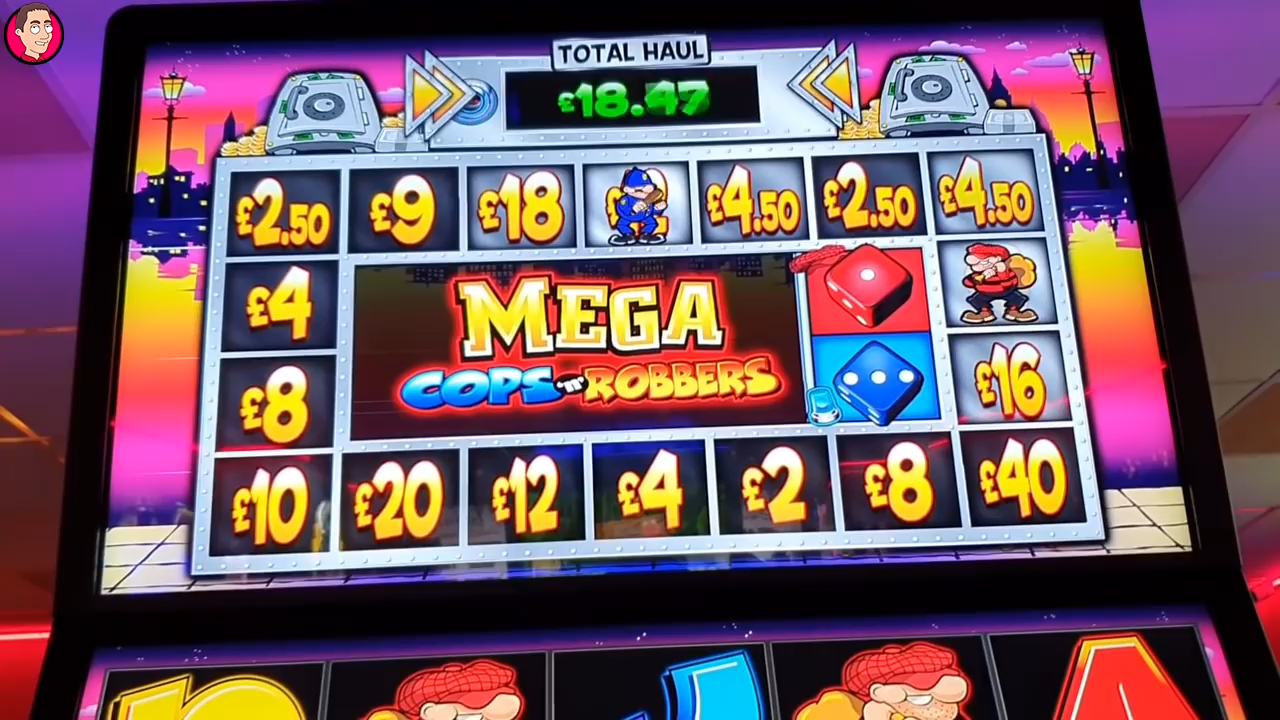 TOTAL HAUL
£18.47
£2.50 £9 £18 £4.50 £2.50 £4.50
£4
MEGA
COPS 'n' ROBBERS
£8 £16
£10 £20 £12 £4 £2 £8 £40
J A